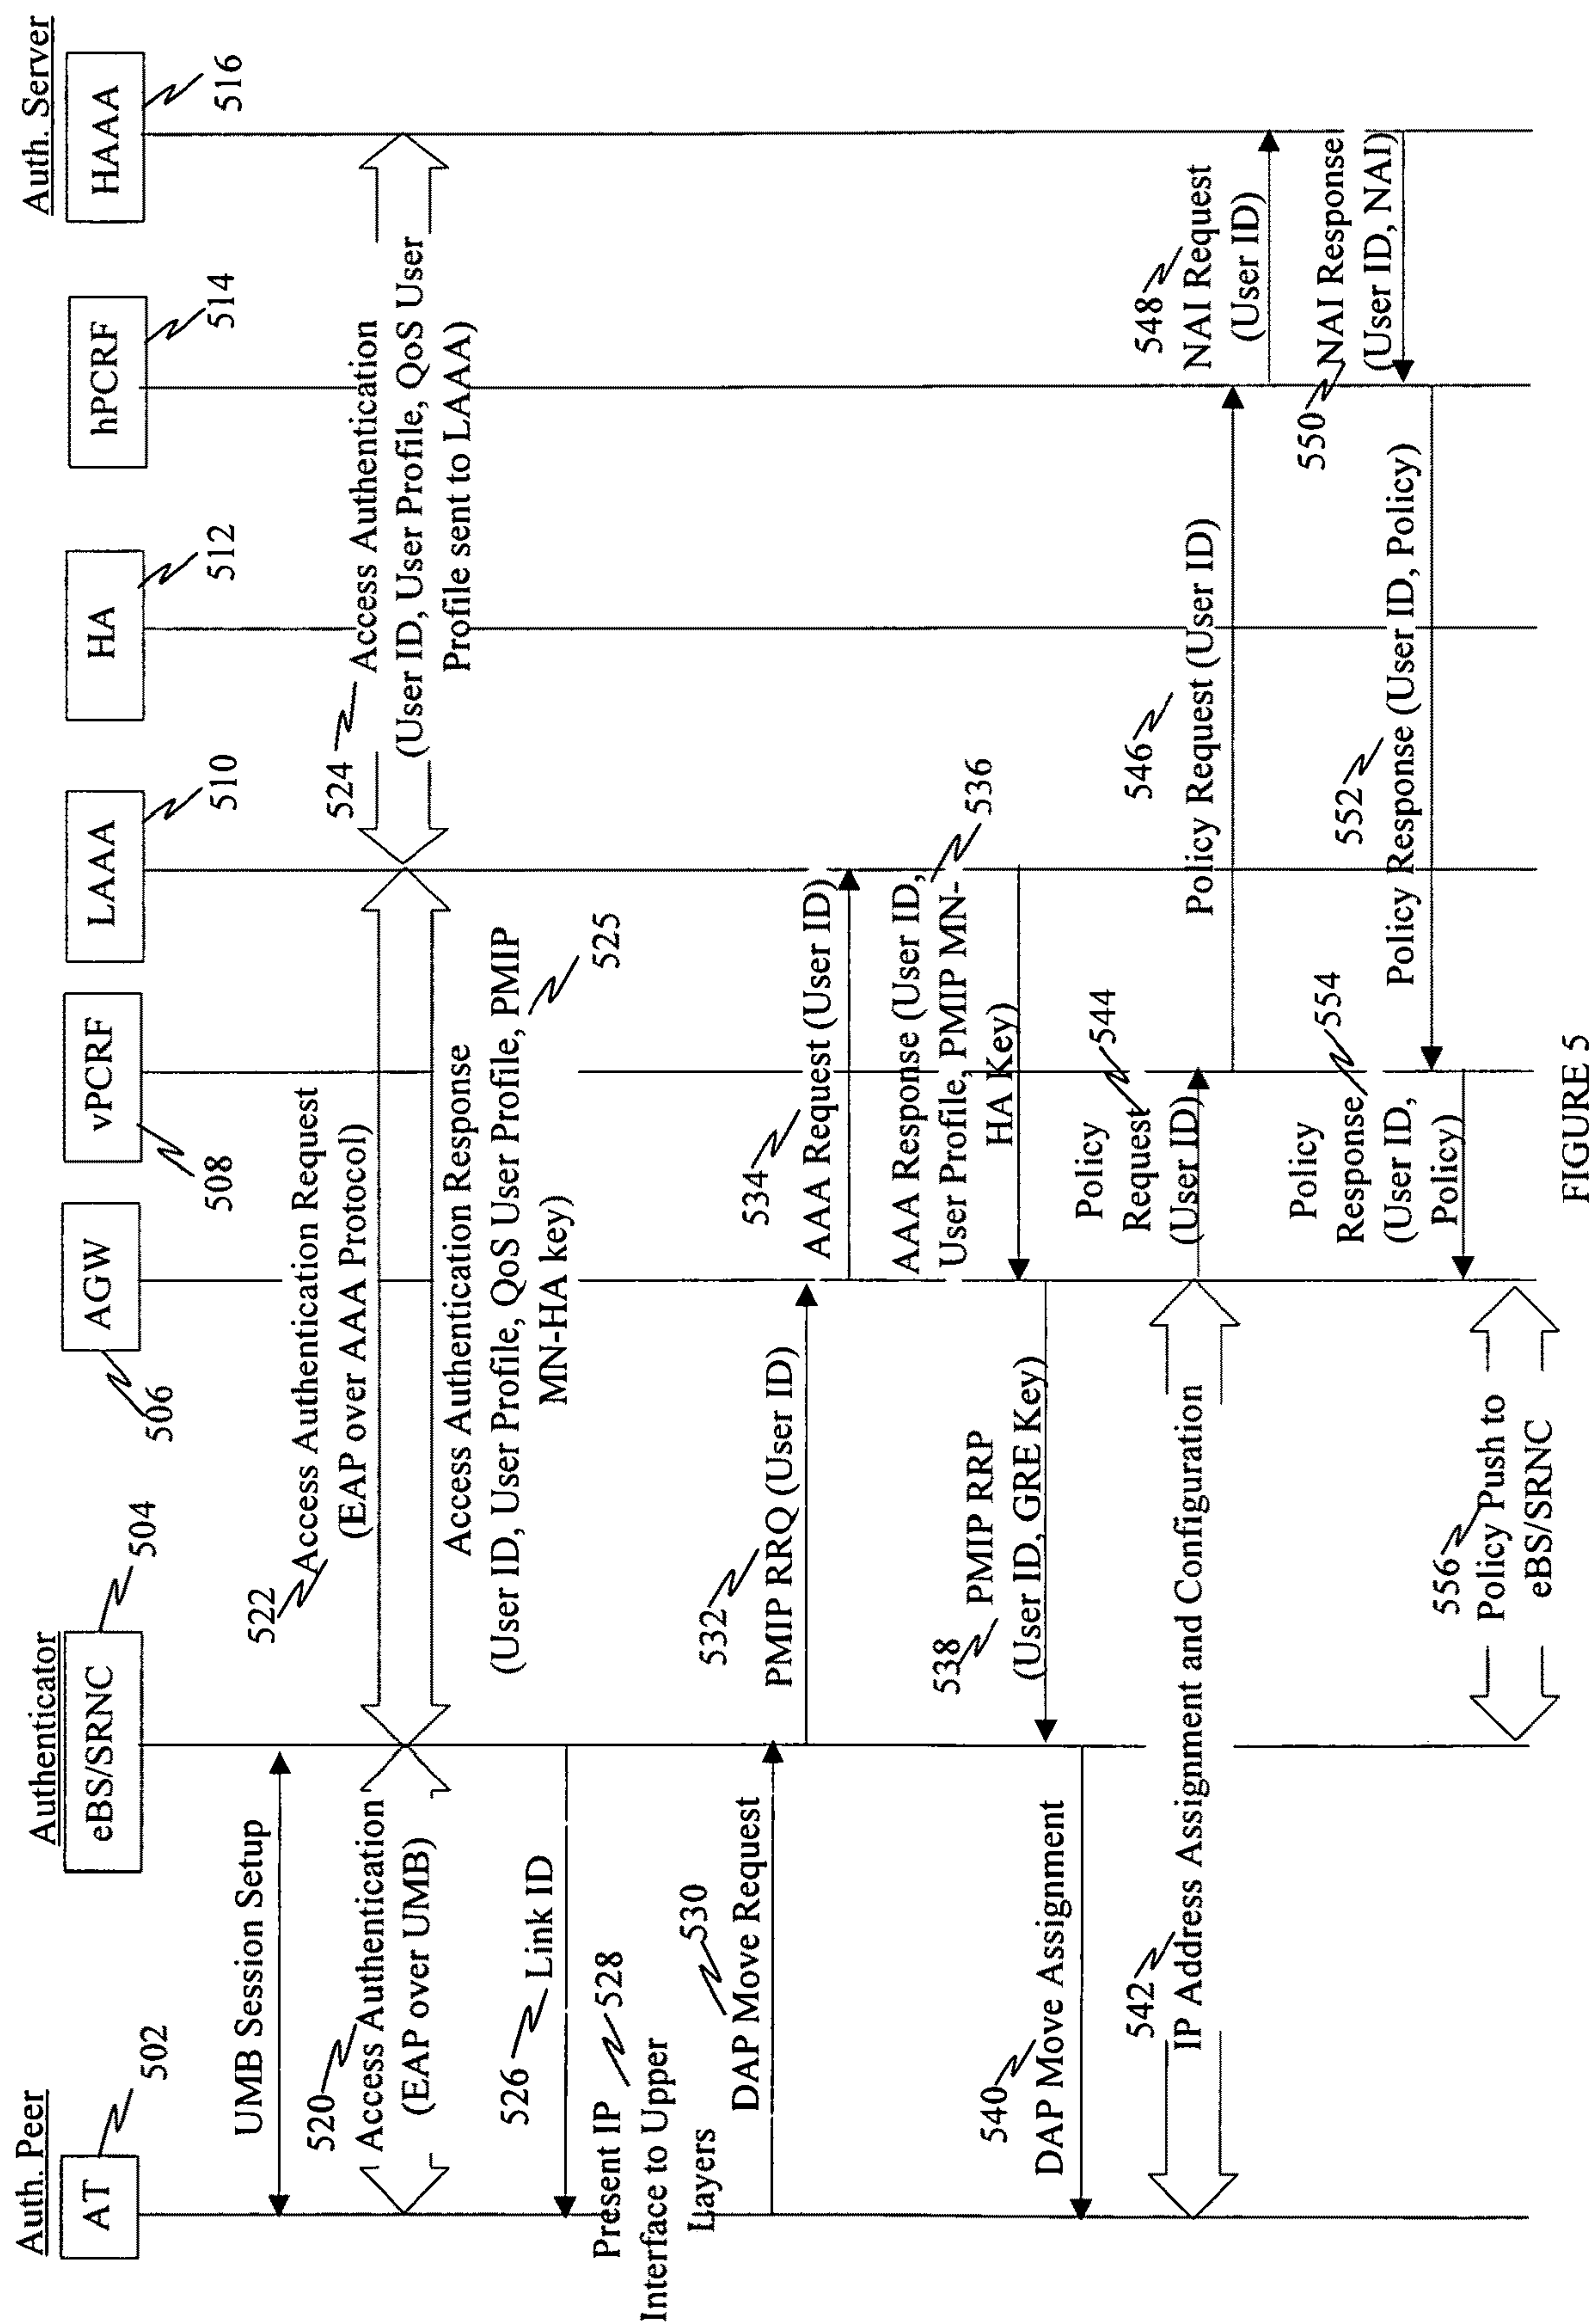 Auth. Peer
Authenticator
Auth. Server
AT
eBS/SRNC
AGW
vPCRF
LAAA
HA
hPCRF
HAAA
502
504
506
508
510
512
514
516
UMB Session Setup
520
Access Authentication
(EAP over UMB)
522
Access Authentication Request
(EAP over AAA Protocol)
524
Access Authentication
(User ID, User Profile, QoS User
Profile sent to LAAA)
Access Authentication Response
(User ID, User Profile, QoS User Profile, PMIP
MN-HA key)
525
526
Link ID
528
Present IP
Interface to Upper
Layers
530
DAP Move Request
532
PMIP RRQ (User ID)
534
AAA Request (User ID)
536
AAA Response (User ID,
User Profile, PMIP MN-
HA Key)
538
PMIP RRP
(User ID, GRE Key)
540
DAP Move Assignment
542
IP Address Assignment and Configuration
544
Policy
Request
(User ID)
546
Policy Request (User ID)
548
NAI Request
(User ID)
550
NAI Response
(User ID, NAI)
552
Policy Response (User ID, Policy)
554
Policy
Response
(User ID,
Policy)
556
Policy Push to
eBS/SRNC
FIGURE 5